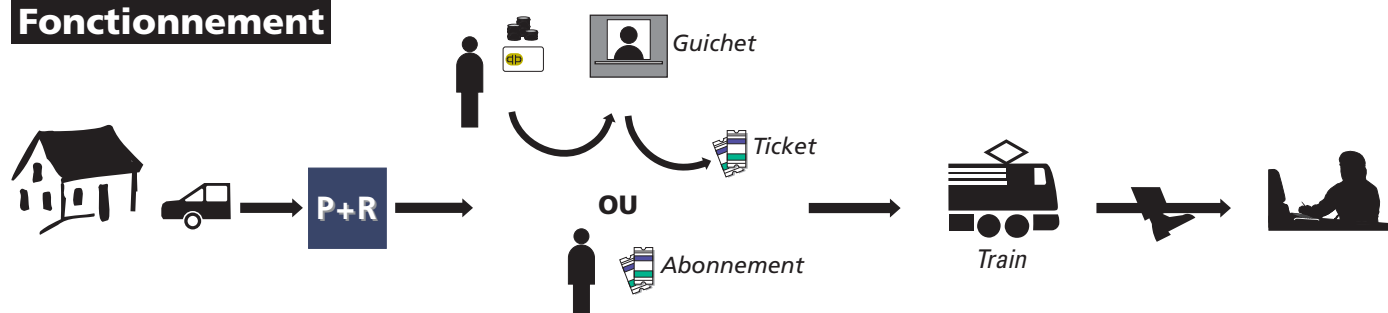 Fonctionnement
Guichet
Ticket
P+R
OU
Abonnement
Train